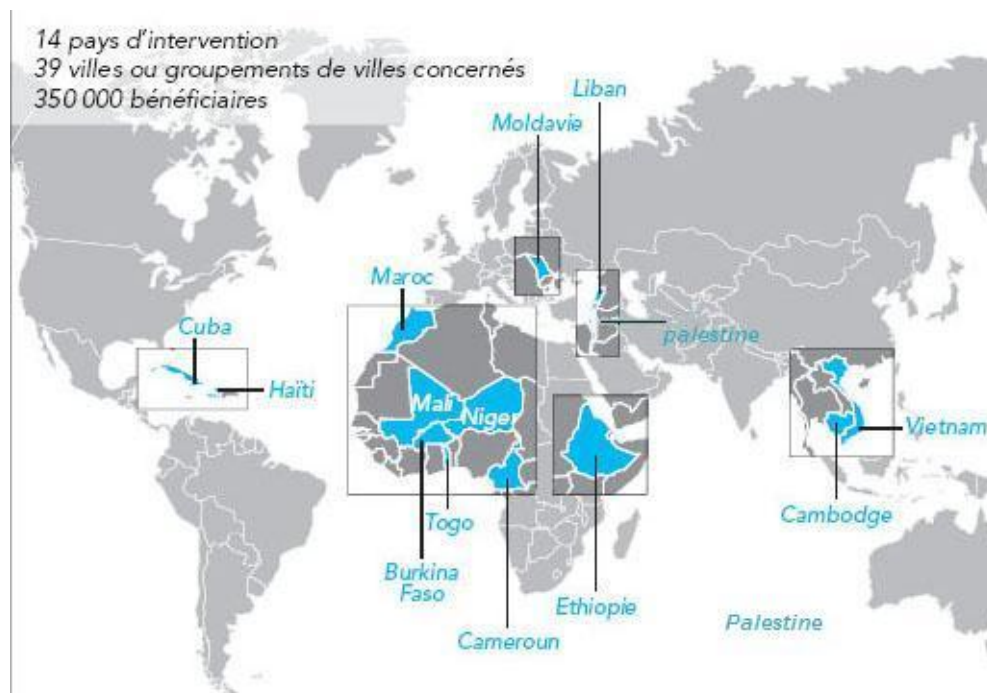 14 pays d'intervention
39 villes ou groupements de villes concernés
350 000 bénéficiaires
Liban
Moldavie
Maroc
Cuba
palestine
Haïti
Mali
Niger
Vietnam
Togo
Cambodge
Burkina
Faso
Ethiopie
Palestine
Cameroun